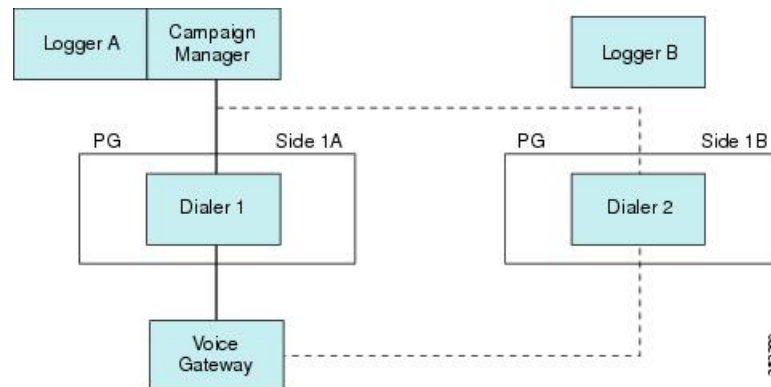 Logger A
Campaign
Manager
Logger B
PG
Side 1A
PG
Side 1B
Dialer 1
Dialer 2
Voice
Gateway